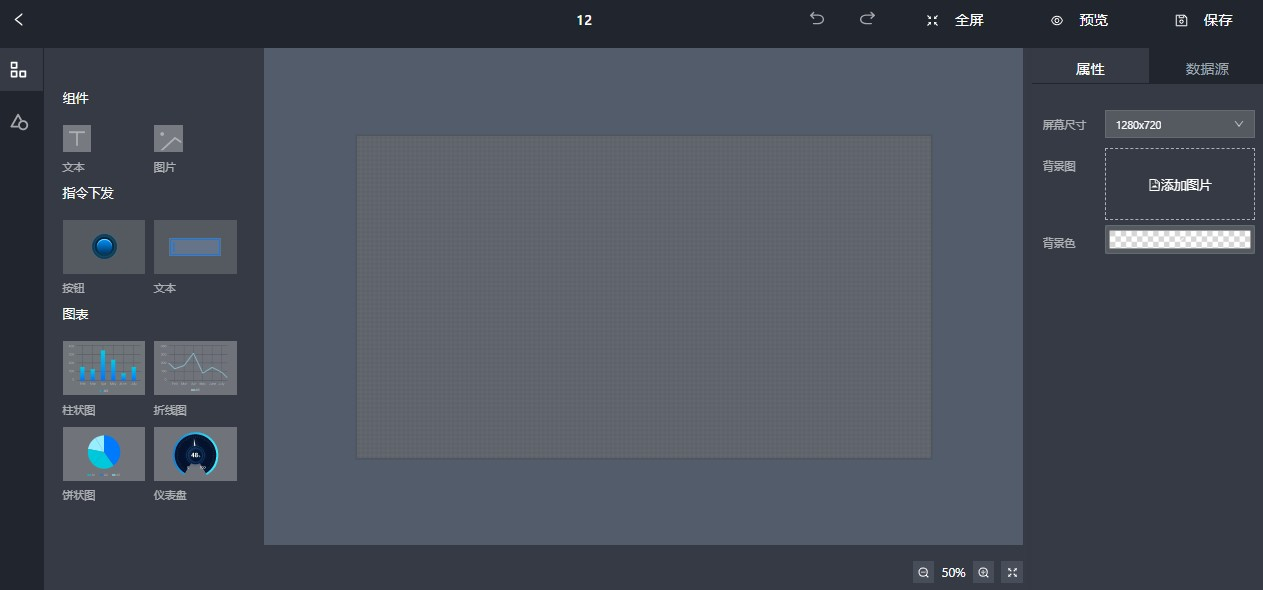 12
全屏
预览
保存
组件
文本
图片
指令下发
按钮
文本
图表
柱状图
折线图
48
饼状图
仪表盘
50%
属性
数据源
屏幕尺寸
1280x720
背景图
添加图片
背景色